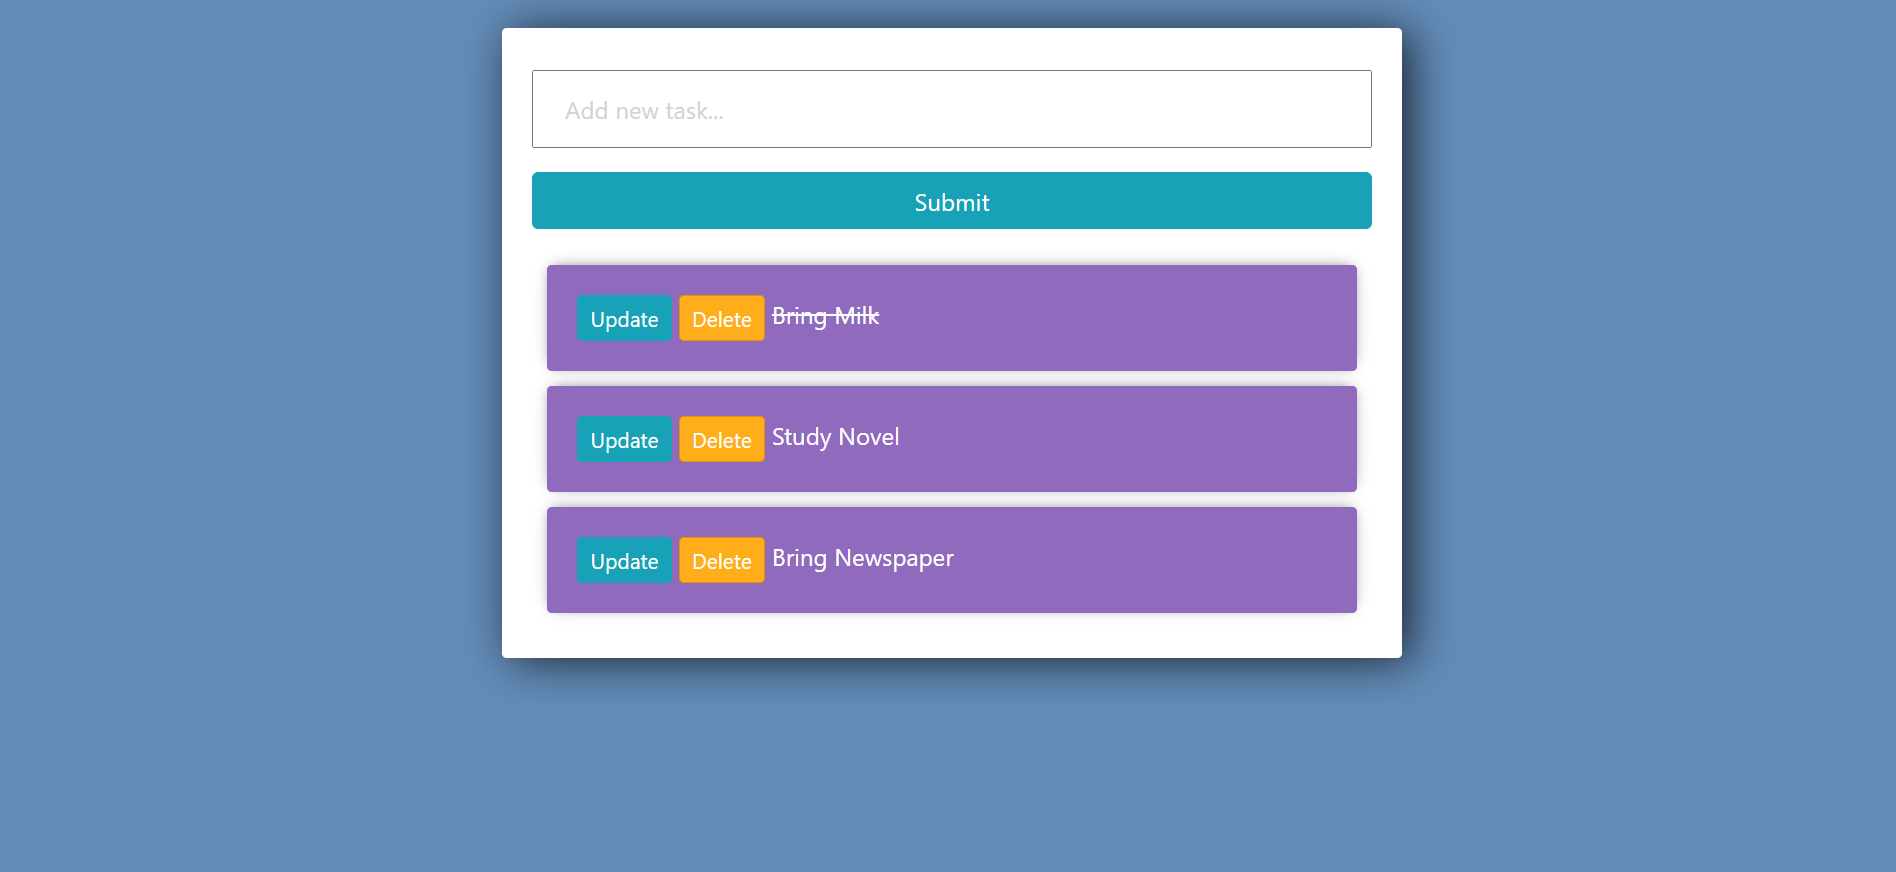 Add new task...
Submit
Update Delete Bring Milk
Update Delete Study Novel
Update Delete Bring Newspaper